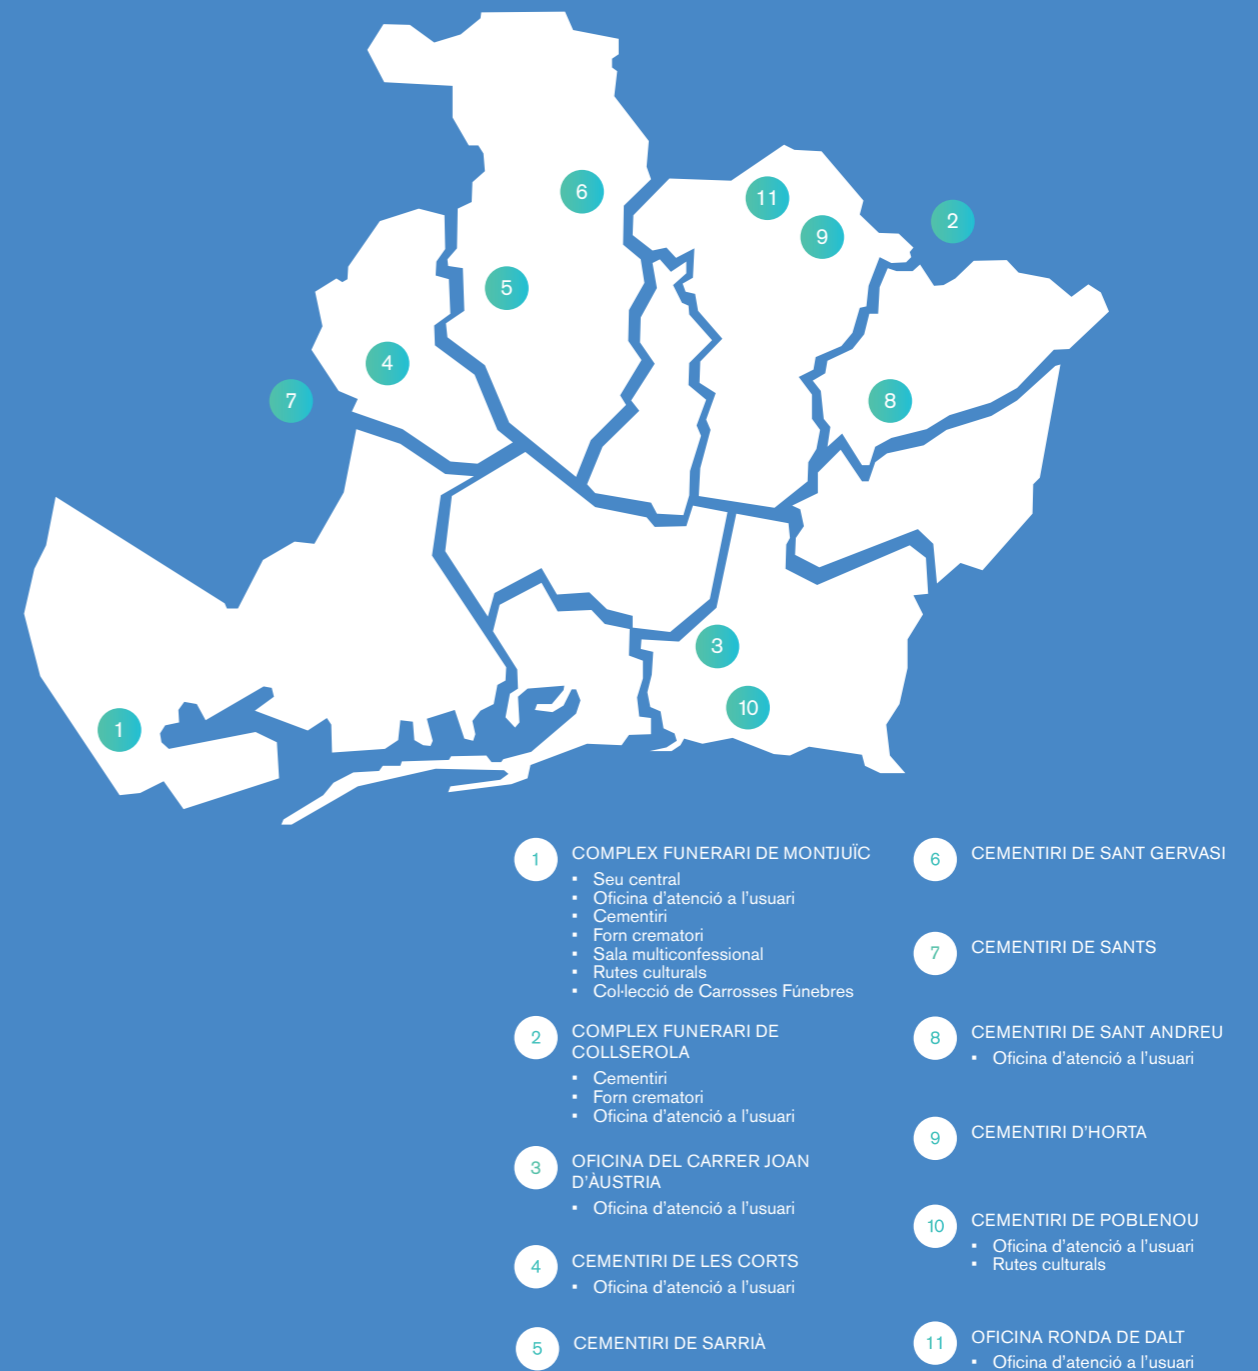 6
11
2
9
5
4
7
8
3
10
1
1 COMPLEX FUNERARI DE MONTJUÏC
▪ Seu central
▪ Oficina d'atenció a l'usuari
▪ Cementiri
▪ Forn crematori
▪ Sala multiconfessional
▪ Rutes culturals
▪ Col·lecció de Carrosses Fúnebres
2 COMPLEX FUNERARI DE
COLLSEROLA
▪ Cementiri
▪ Forn crematori
▪ Oficina d'atenció a l'usuari
3 OFICINA DEL CARRER JOAN
D'ÀUSTRIA
▪ Oficina d'atenció a l'usuari
4 CEMENTIRI DE LES CORTS
▪ Oficina d'atenció a l'usuari
5 CEMENTIRI DE SARRIÀ
6 CEMENTIRI DE SANT GERVASI
7 CEMENTIRI DE SANTS
8 CEMENTIRI DE SANT ANDREU
▪ Oficina d'atenció a l'usuari
9 CEMENTIRI D'HORTA
10 CEMENTIRI DE POBLENOU
▪ Oficina d'atenció a l'usuari
▪ Rutes culturals
11 OFICINA RONDA DE DALT
▪ Oficina d'atenció a l'usuari